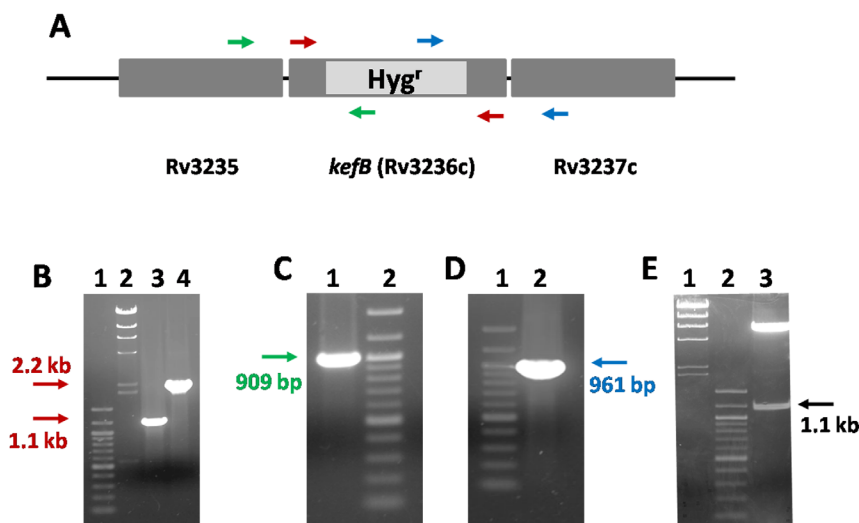 A
Hygʳ
Rv3235 kefB (Rv3236c) Rv3237c
B 1 2 3 4
2.2 kb
1.1 kb
C 1 2
909 bp
D 1 2
961 bp
E 1 2 3
1.1 kb